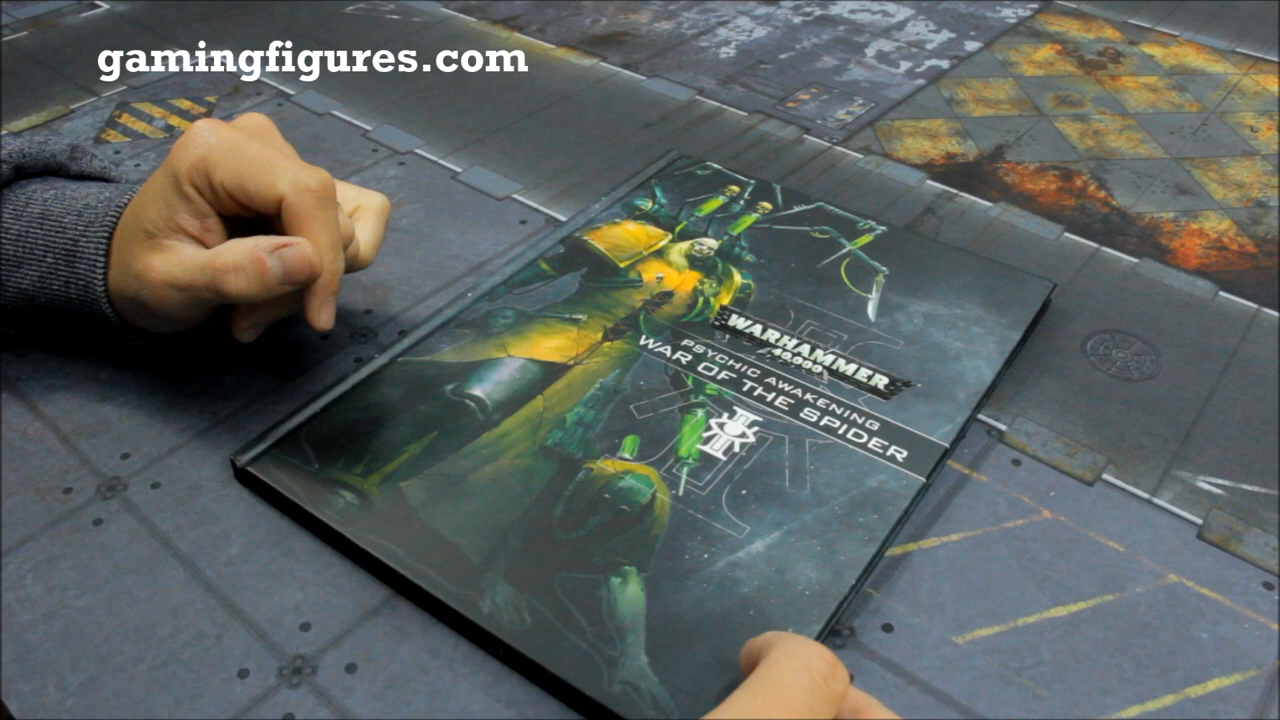 gamingfigures.com
WARHAMMER
40,000
PSYCHIC AWAKENING
WAR OF THE SPIDER